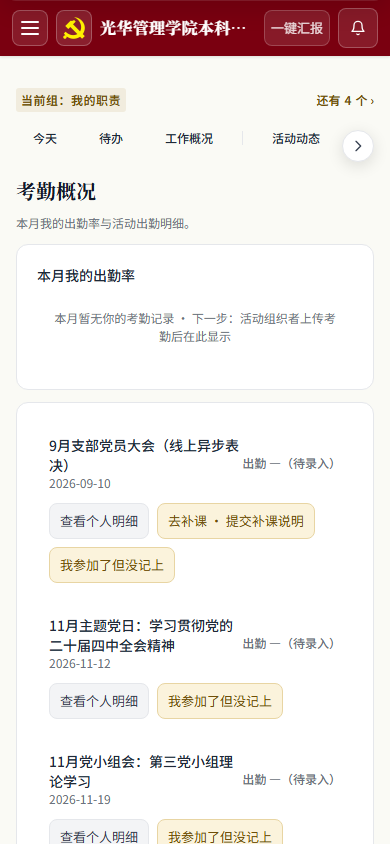 光华管理学院本科…
一键汇报
当前组：我的职责
还有 4 个 ›
今天
待办
工作概况
活动动态
考勤概况
本月我的出勤率与活动出勤明细。
本月我的出勤率
本月暂无你的考勤记录 · 下一步：活动组织者上传考
勤后在此显示
9月支部党员大会（线上异步表
决）
出勤 —（待录入）
2026-09-10
查看个人明细
去补课 · 提交补课说明
我参加了但没记上
11月主题党日：学习贯彻党的
二十届四中全会精神
出勤 —（待录入）
2026-11-12
查看个人明细
我参加了但没记上
11月党小组会：第三党小组理
论学习
出勤 —（待录入）
2026-11-19
查看个人明细
我参加了但没记上